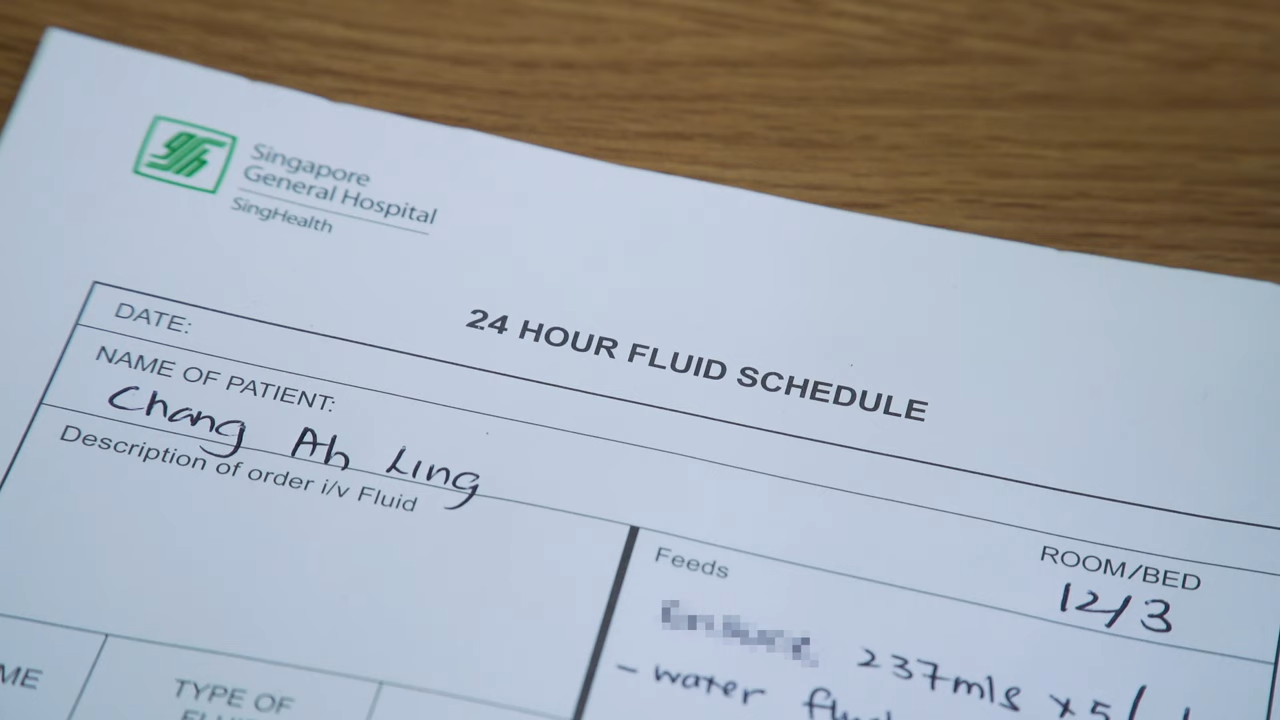 Singapore
General Hospital
SingHealth
24 HOUR FLUID SCHEDULE
DATE:
NAME OF PATIENT:
Chang Ah Ling
ROOM/BED
12/3
Description of order i/v Fluid
Feeds
237mls x5/
- water
TYPE OF